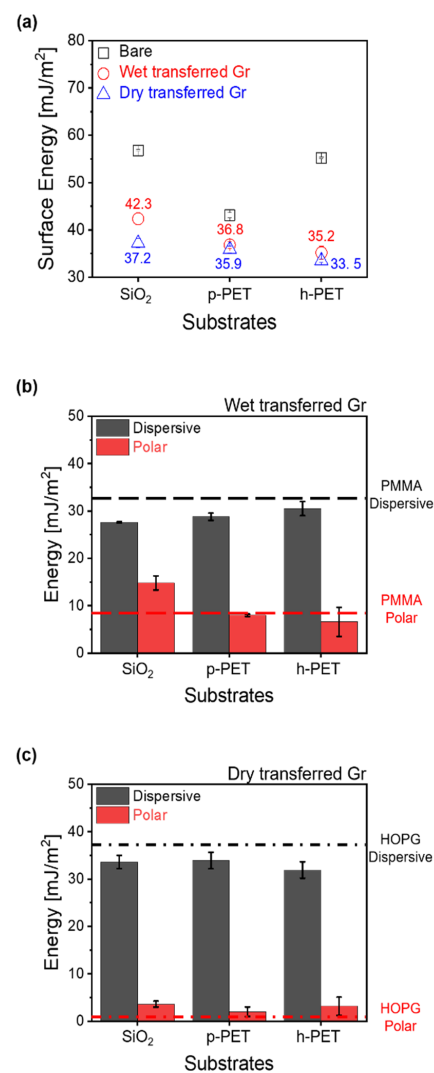 (a)
80
70
60
50
40
30
Surface Energy [mJ/m²]
Bare
Wet transferred Gr
Dry transferred Gr
42.3
37.2
36.8
35.9
35.2
33. 5
SiO₂ p-PET h-PET
Substrates
(b)
Wet transferred Gr
50
40
30
20
10
0
Energy [mJ/m²]
Dispersive
Polar
PMMA
Dispersive
PMMA
Polar
SiO₂ p-PET h-PET
Substrates
(c)
Dry transferred Gr
50
40
30
20
10
0
Energy [mJ/m²]
Dispersive
Polar
HOPG
Dispersive
HOPG
Polar
SiO₂ p-PET h-PET
Substrates